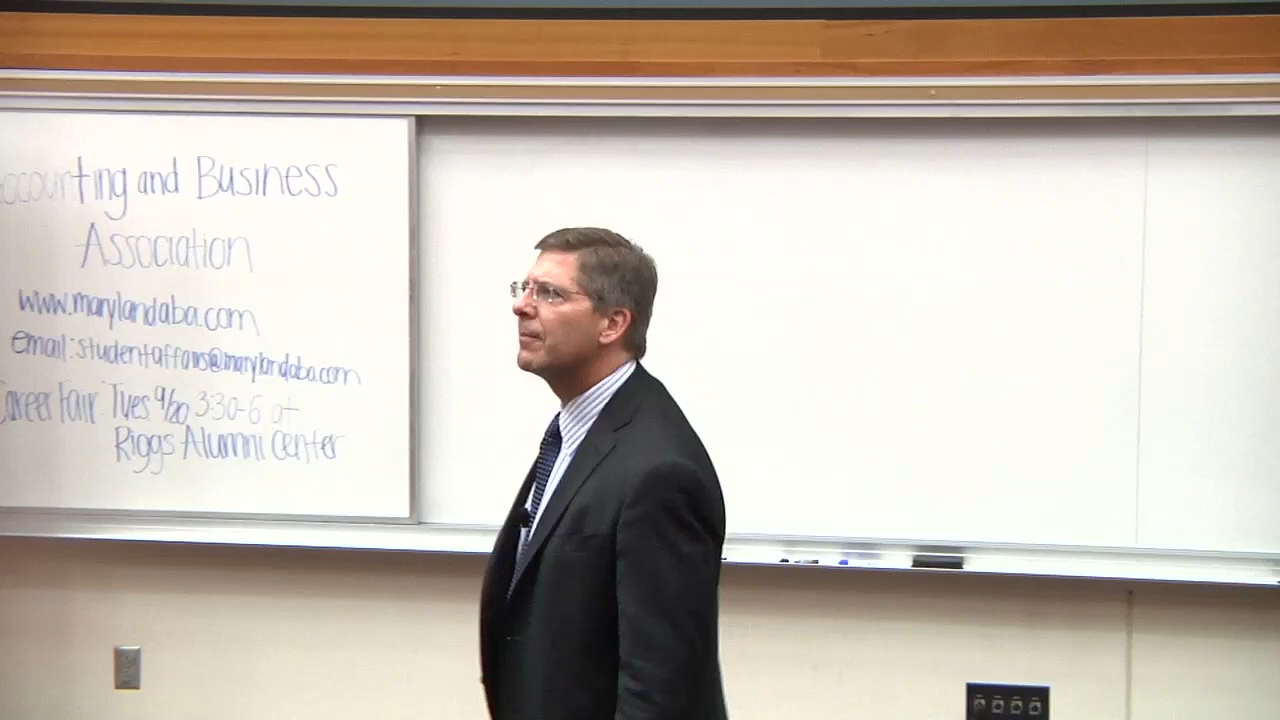 Accounting and Business
Association
www.marylandaba.com
email: studentaffairs@marylandaba.com
Career Fair: Tues 9/20 3:30-6 at
Riggs Alumni Center